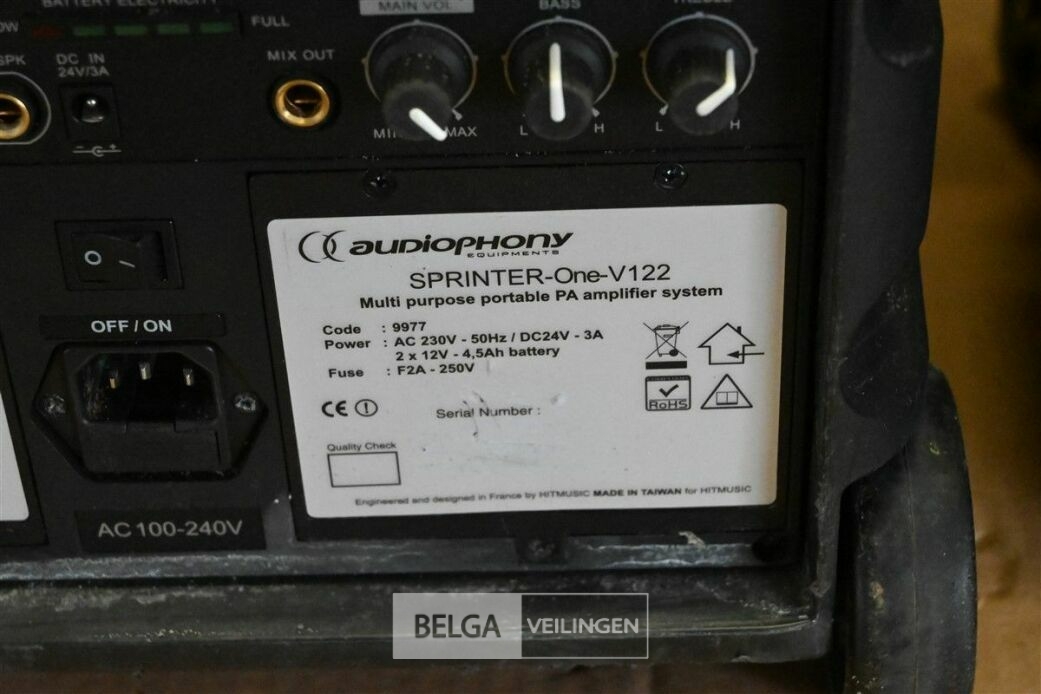 BATTERY ELECTRICITY
FULL
MAIN VOL
BASS
SPK
DC IN
24V/3A
MIX OUT
MAX
L H
L H
OFF / ON
AC 100-240V
audiophony
EQUIPMENTS
SPRINTER-One-V122
Multi purpose portable PA amplifier system
Code : 9977
Power : AC 230V - 50Hz / DC24V - 3A
2 x 12V - 4,5Ah battery
Fuse : F2A - 250V
CE
RoHS
Serial Number :
Quality Check
Engineered and designed in France by HITMUSIC MADE IN TAIWAN for HITMUSIC
BELGA VEILINGEN